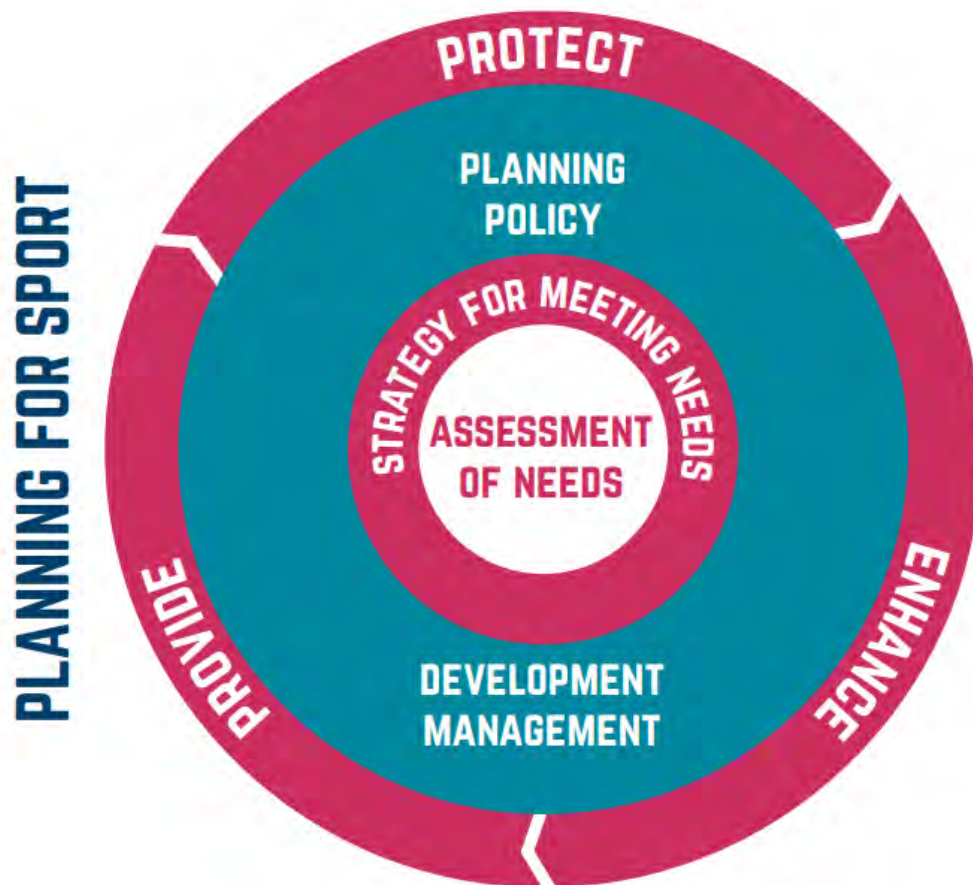 PLANNING FOR SPORT
PROTECT
PLANNING
POLICY
STRATEGY FOR MEETING NEEDS
ASSESSMENT
OF NEEDS
DEVELOPMENT
MANAGEMENT
ENHANCE
PROVIDE